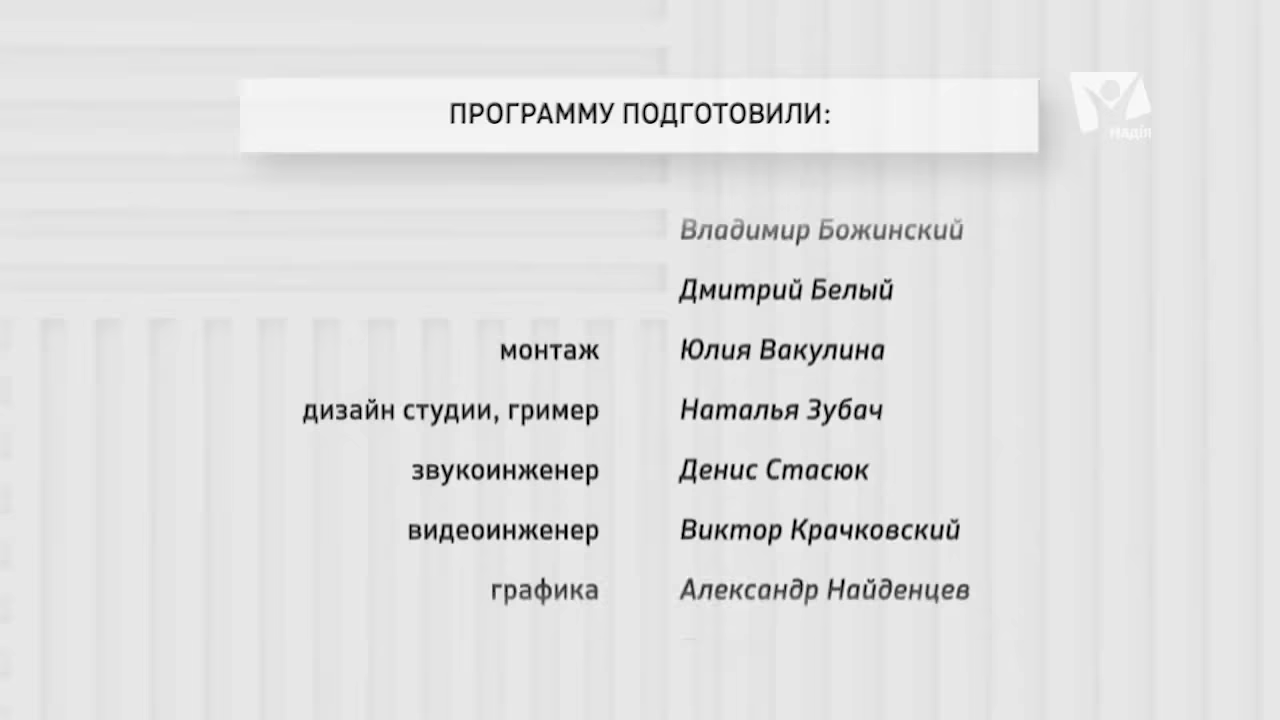 ПРОГРАММУ ПОДГОТОВИЛИ:
надія
Владимир Божинский
Дмитрий Белый
монтаж Юлия Вакулина
дизайн студии, гример Наталья Зубач
звукоинженер Денис Стасюк
видеоинженер Виктор Крачковский
графика Александр Найденцев